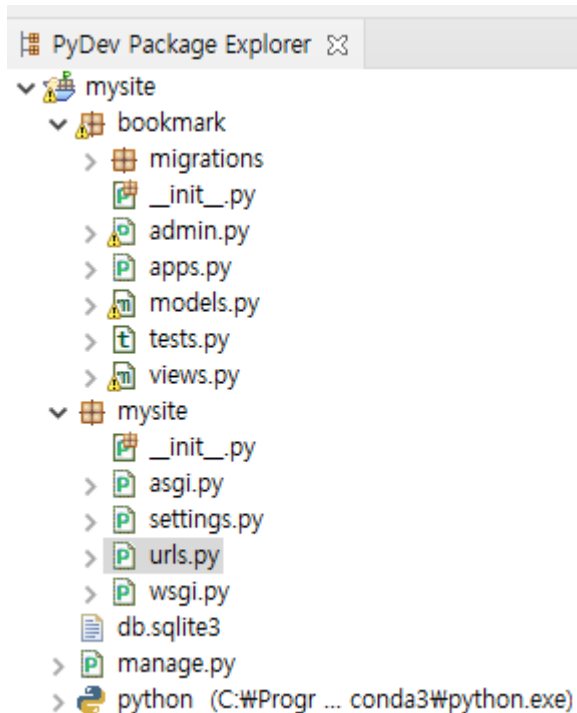 PyDev Package Explorer
mysite
bookmark
migrations
__init__.py
admin.py
apps.py
models.py
tests.py
views.py
mysite
__init__.py
asgi.py
settings.py
urls.py
wsgi.py
db.sqlite3
manage.py
python (C:₩Progr ... conda3₩python.exe)